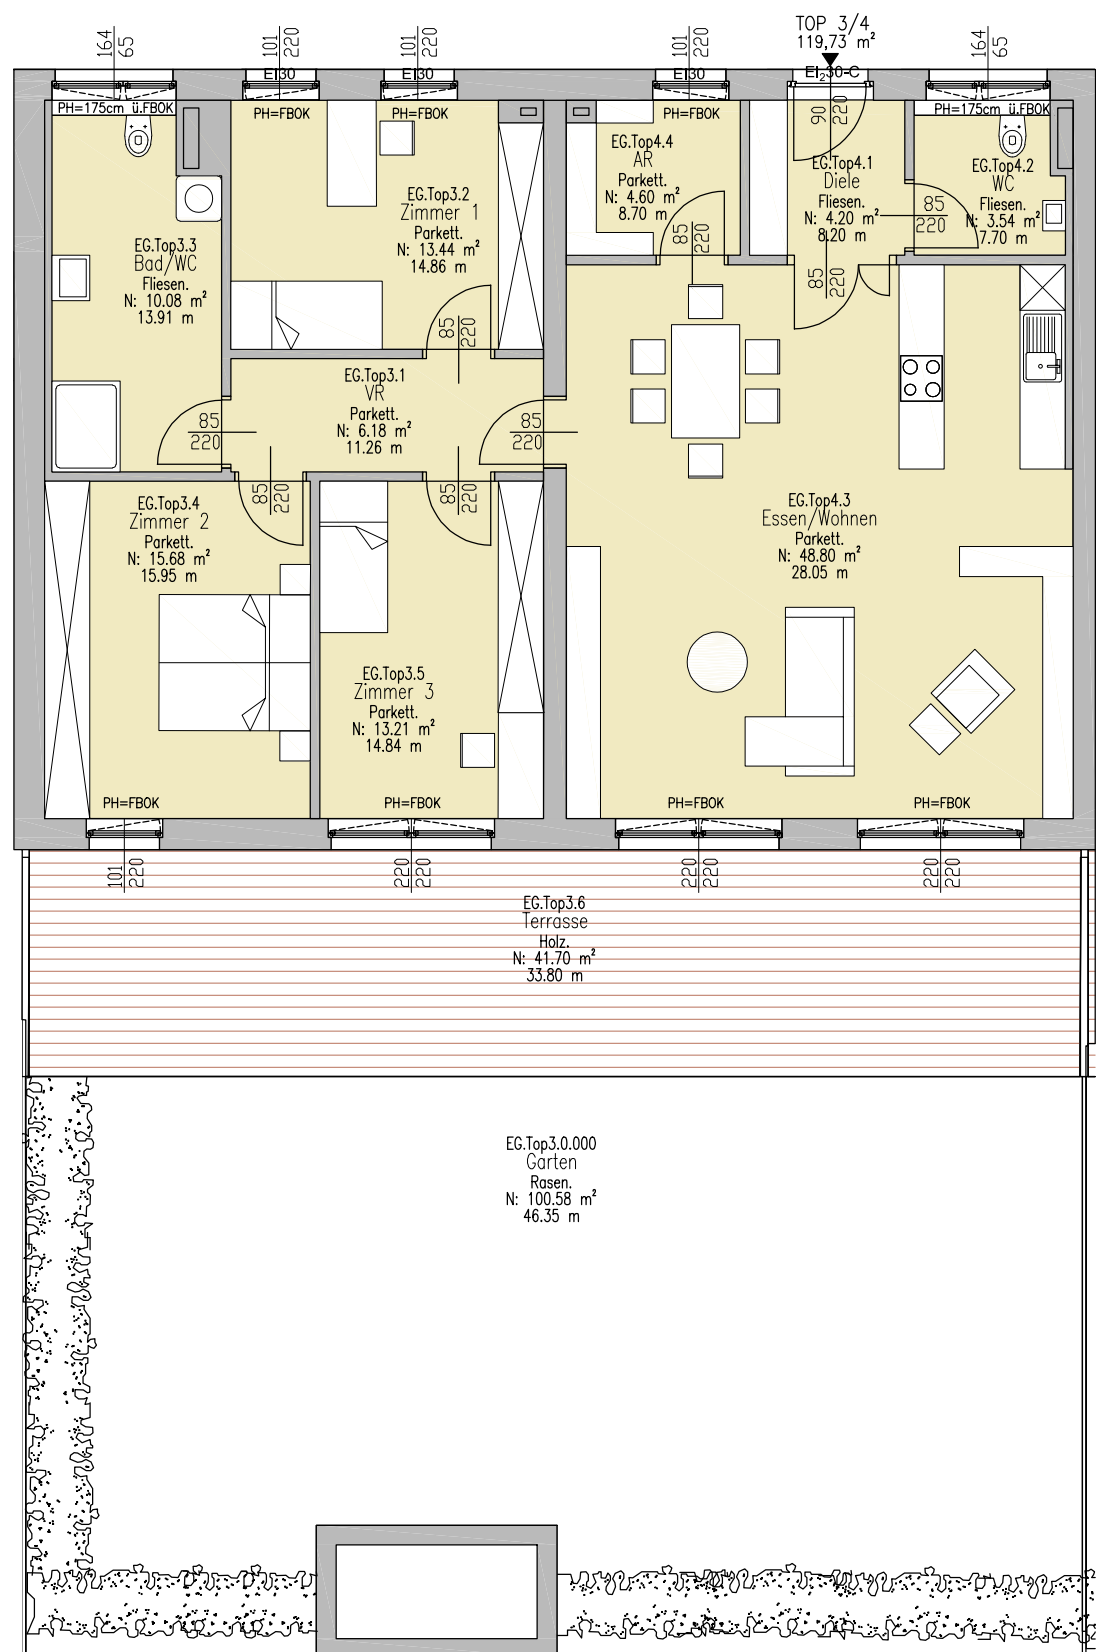 TOP 3/4
119,73 m²
164
65
101
220
101
220
101
220
164
65
EI30
EI30
EI30
EI₂30-C
PH=175cm ü.FBOK
PH=FBOK
PH=FBOK
PH=FBOK
PH=175cm ü.FBOK
90
220
EG.Top4.4
AR
Parkett.
N: 4.60 m²
8.70 m
EG.Top4.1
Diele
Fliesen.
N: 4.20 m²
8.20 m
EG.Top4.2
WC
Fliesen.
N: 3.54 m²
7.70 m
EG.Top3.2
Zimmer 1
Parkett.
N: 13.44 m²
14.86 m
EG.Top3.3
Bad/WC
Fliesen.
N: 10.08 m²
13.91 m
85
220
85
220
85
220
85
220
EG.Top3.1
VR
Parkett.
N: 6.18 m²
11.26 m
85
220
85
220
85
220
85
220
EG.Top3.4
Zimmer 2
Parkett.
N: 15.68 m²
15.95 m
EG.Top4.3
Essen/Wohnen
Parkett.
N: 48.80 m²
28.05 m
EG.Top3.5
Zimmer 3
Parkett.
N: 13.21 m²
14.84 m
PH=FBOK
PH=FBOK
PH=FBOK
PH=FBOK
101
220
220
220
220
220
220
220
EG.Top3.6
Terrasse
Holz.
N: 41.70 m²
33.80 m
EG.Top3.0.000
Garten
Rasen.
N: 100.58 m²
46.35 m